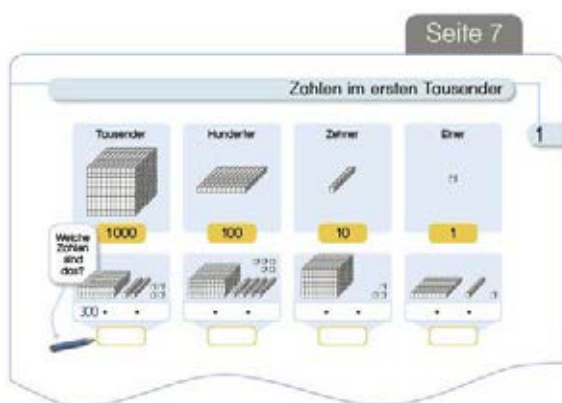 Seite 7
Zahlen im ersten Tausender
1
Tausender
Hunderter
Zehner
Einer
1000
100
10
1
Welche
Zahlen
sind
das?
300 + +
+ +
+ +
+ +